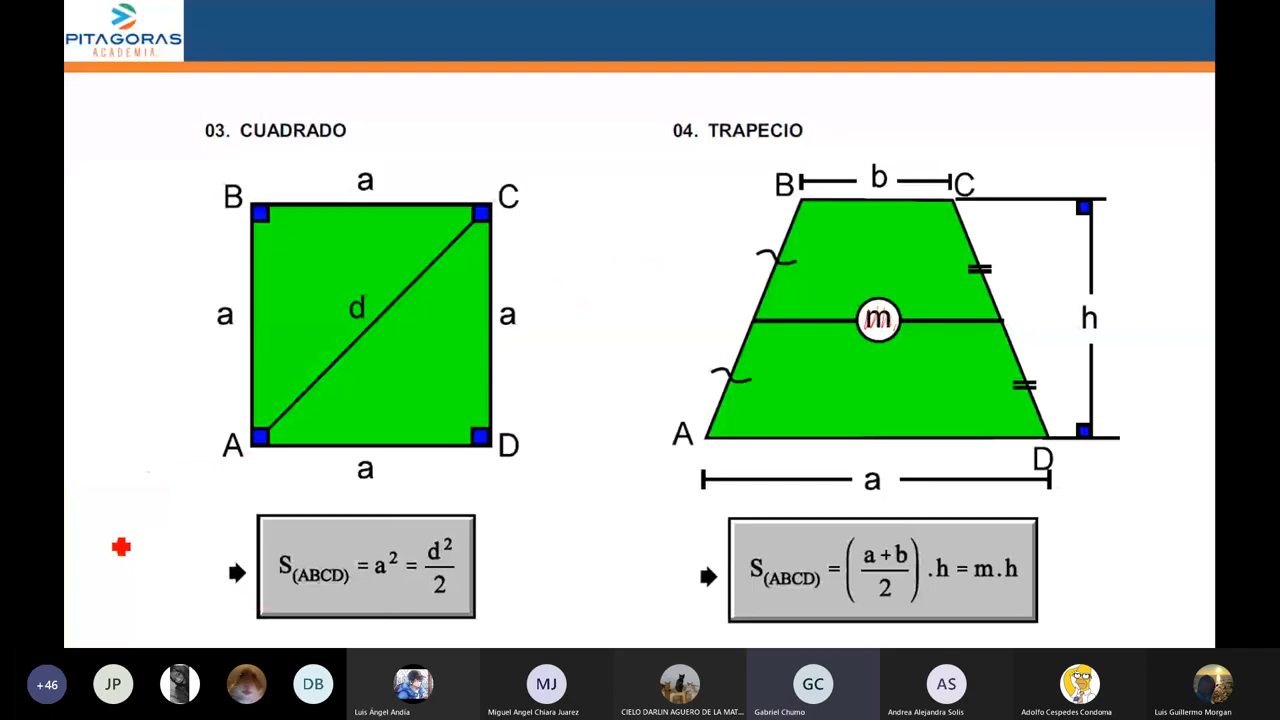 PITAGORAS
ACADEMIA
03. CUADRADO
04. TRAPECIO
a
B
C
a
d
a
A
D
a
B
b
C
m
h
A
D
a
S(ABCD) = a² = d²/2
S(ABCD) = (a+b/2) .h = m.h
+46
JP
DB
MJ
GC
AS
Luis Ángel Andía
Miguel Angel Chiara Juarez
CIELO DARLIN AGUERO DE LA MAT...
Gabriel Chumo
Andrea Alejandra Solis
Adolfo Cespedes Condoma
Luis Guillermo Morgan